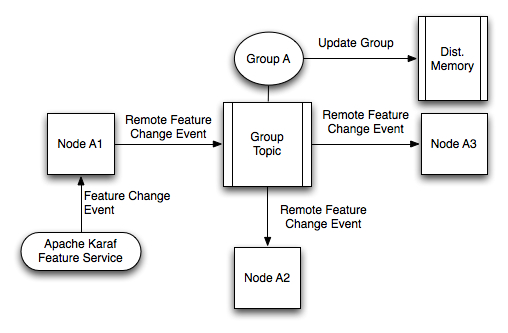 Group A
Update Group
Dist.
Memory
Node A1
Remote Feature
Change Event
Group
Topic
Remote Feature
Change Event
Node A3
Feature Change
Event
Remote Feature
Change Event
Apache Karaf
Feature Service
Node A2